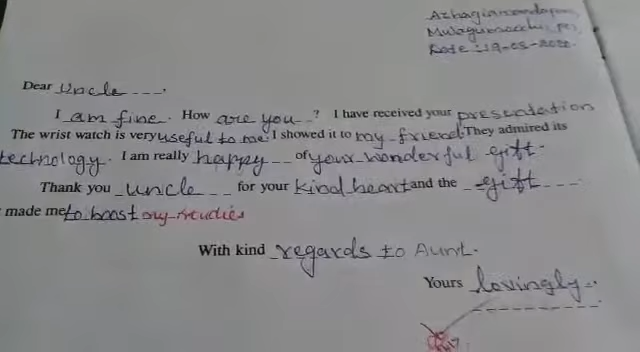 Date: 19-05-2022
Dear Uncle ---,
I am fine. How are you --? I have received your presentation
The wrist watch is very useful to me. I showed it to my friend. They admired its
technology. I am really happy -- of your wonderful gift.
Thank you Uncle -- for your kind heart and the gift ---.
made me to boost my studies
With kind regards to Aunt.
Yours lovingly.